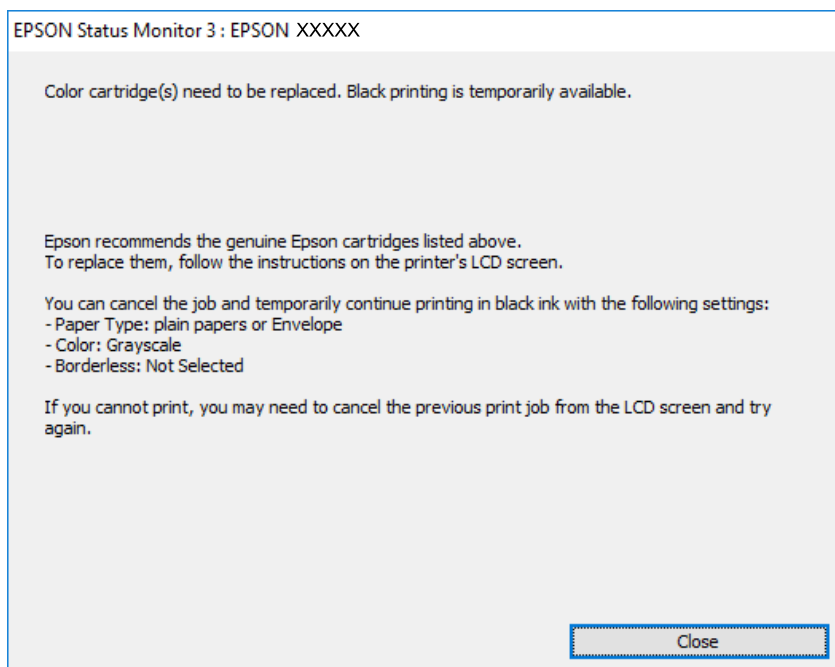 EPSON Status Monitor 3 : EPSON XXXXX
Color cartridge(s) need to be replaced. Black printing is temporarily available.
Epson recommends the genuine Epson cartridges listed above.
To replace them, follow the instructions on the printer's LCD screen.
You can cancel the job and temporarily continue printing in black ink with the following settings:
- Paper Type: plain papers or Envelope
- Color: Grayscale
- Borderless: Not Selected
If you cannot print, you may need to cancel the previous print job from the LCD screen and try
again.
Close